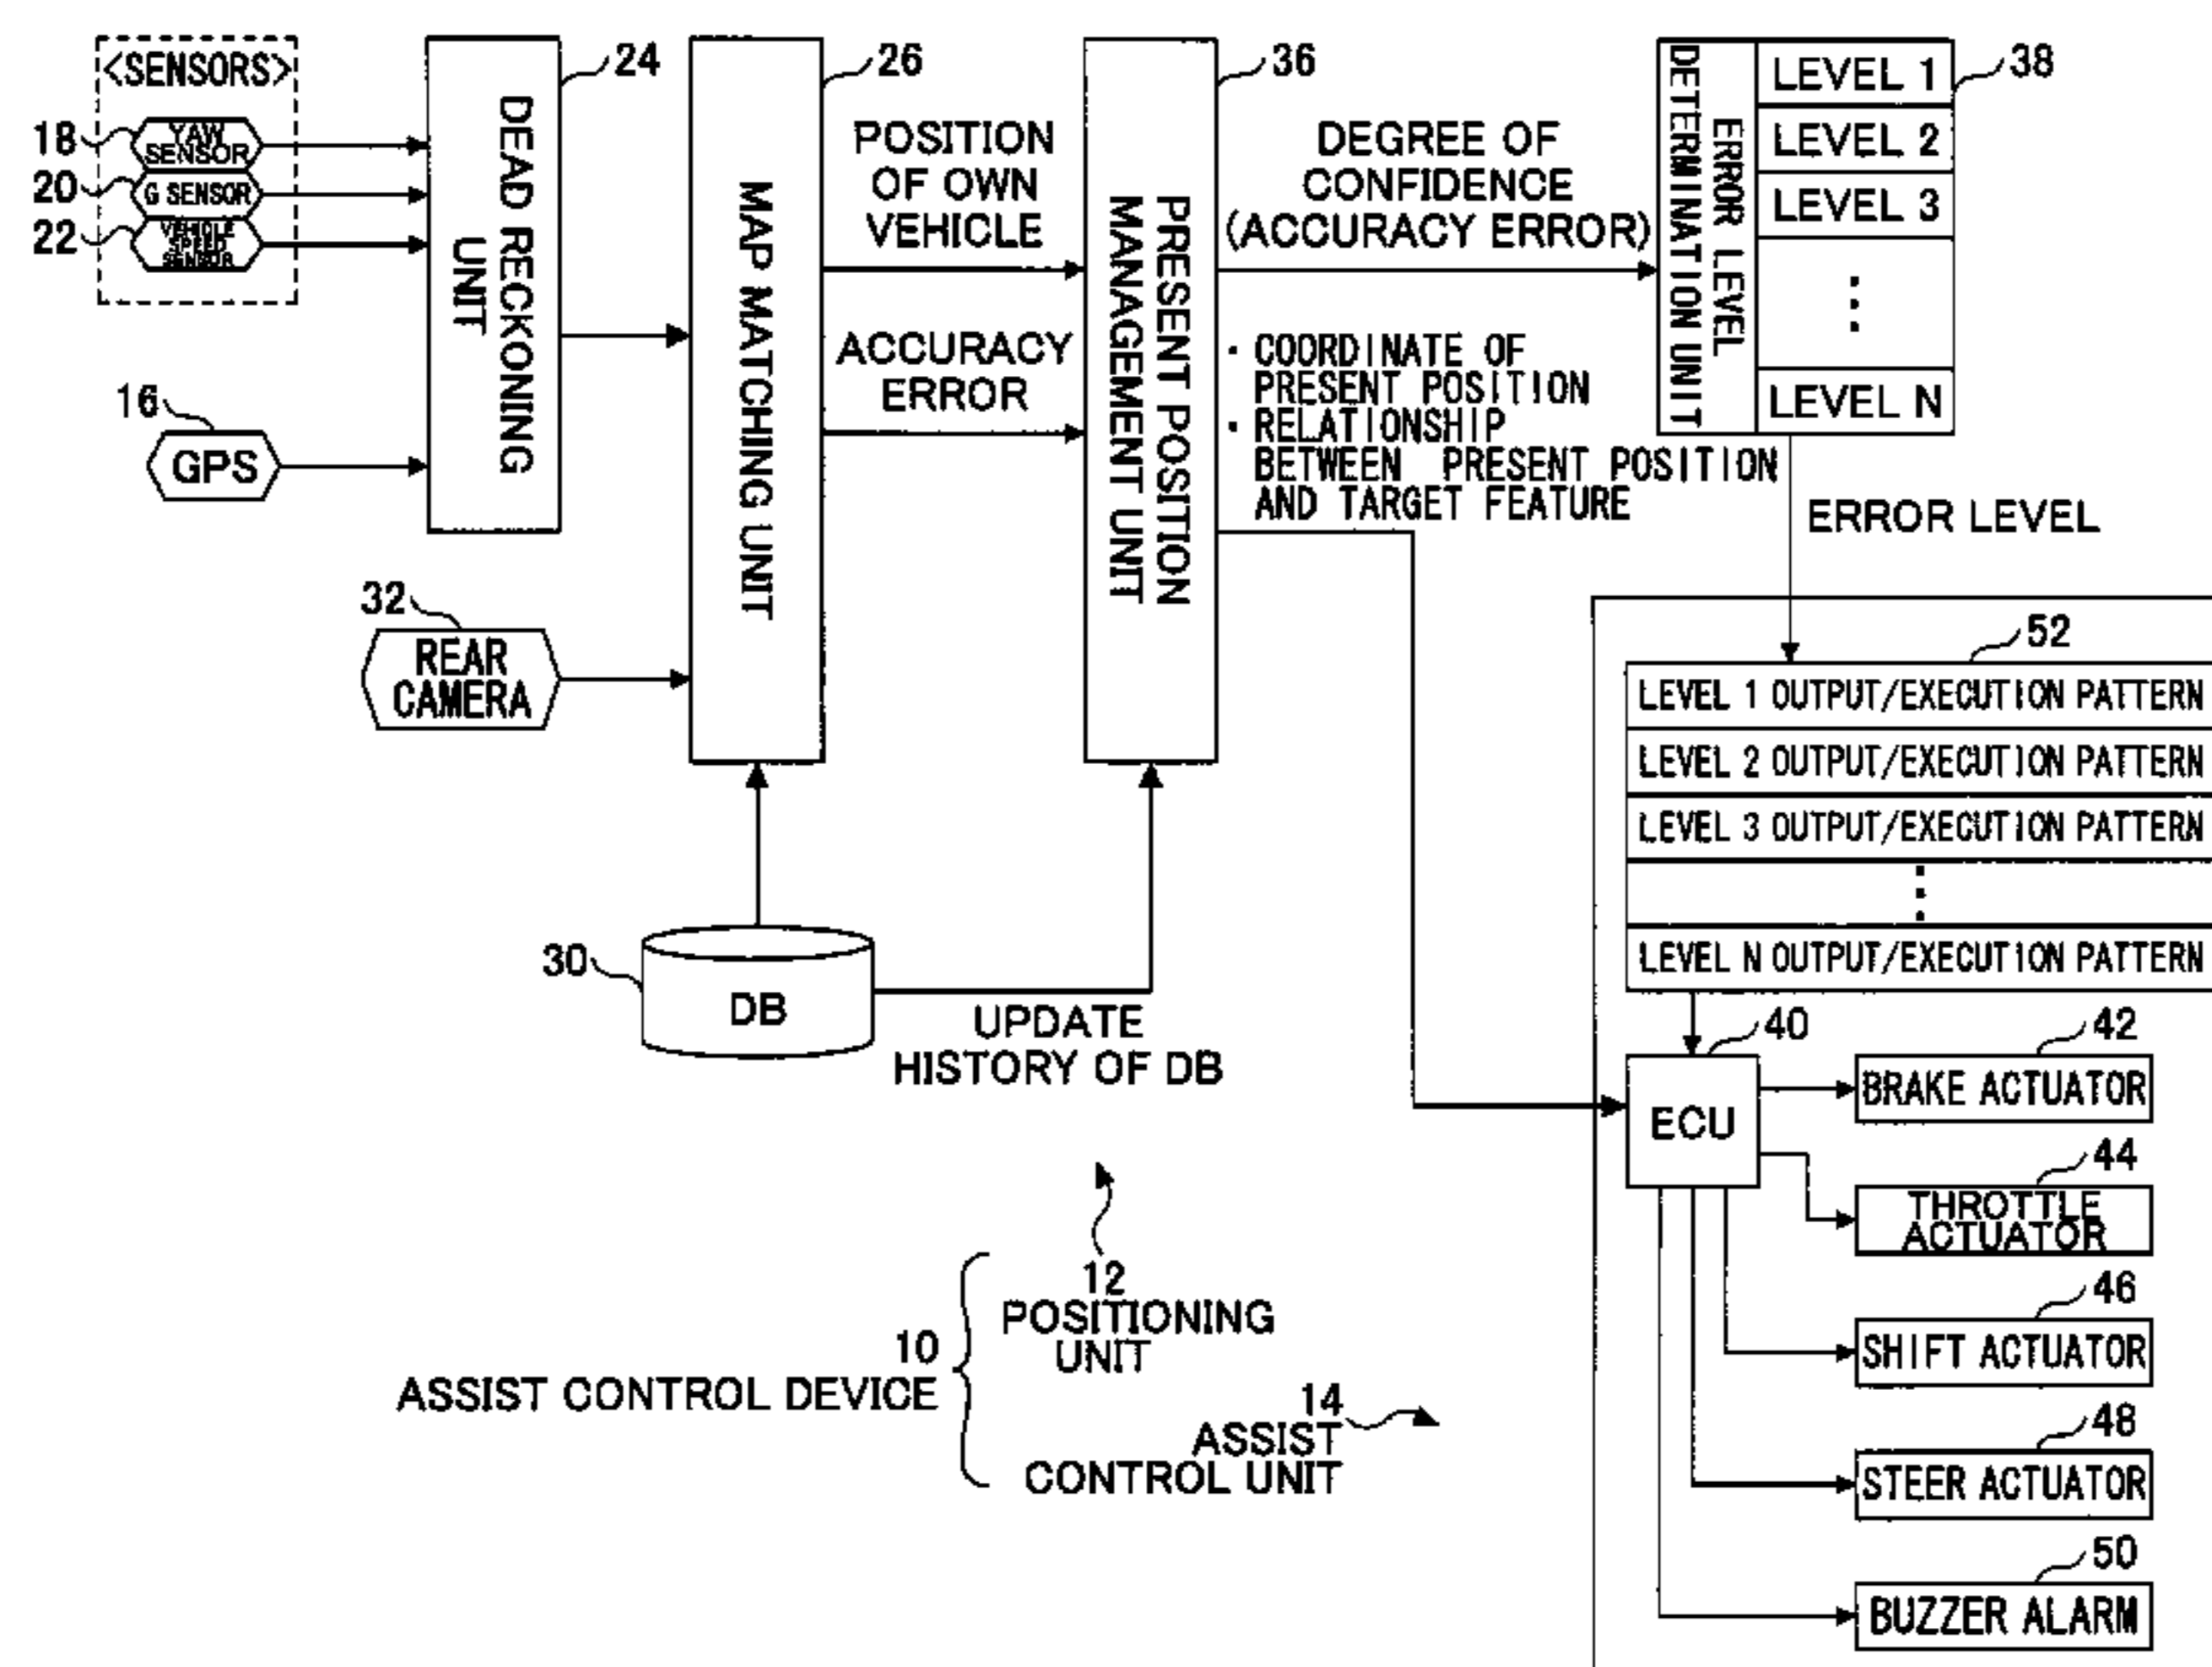 <SENSORS>
18
YAW
SENSOR
20
G SENSOR
22
VEHICLE
SPEED
SENSOR
16
GPS
24
DEAD RECKONING
UNIT
26
MAP MATCHING UNIT
32
REAR
CAMERA
30
DB
UPDATE
HISTORY OF DB
POSITION
OF OWN
VEHICLE
ACCURACY
ERROR
36
PRESENT POSITION
MANAGEMENT UNIT
DEGREE OF
CONFIDENCE
(ACCURACY ERROR)
· COORDINATE OF
PRESENT POSITION
· RELATIONSHIP
BETWEEN PRESENT POSITION
AND TARGET FEATURE
38
ERROR LEVEL
DETERMINATION UNIT
LEVEL 1
LEVEL 2
LEVEL 3
⋮
LEVEL N
ERROR LEVEL
52
LEVEL 1 OUTPUT/EXECUTION PATTERN
LEVEL 2 OUTPUT/EXECUTION PATTERN
LEVEL 3 OUTPUT/EXECUTION PATTERN
⋮
LEVEL N OUTPUT/EXECUTION PATTERN
40
ECU
42
BRAKE ACTUATOR
44
THROTTLE
ACTUATOR
46
SHIFT ACTUATOR
48
STEER ACTUATOR
50
BUZZER ALARM
10
ASSIST CONTROL DEVICE
12
POSITIONING
UNIT
14
ASSIST
CONTROL UNIT